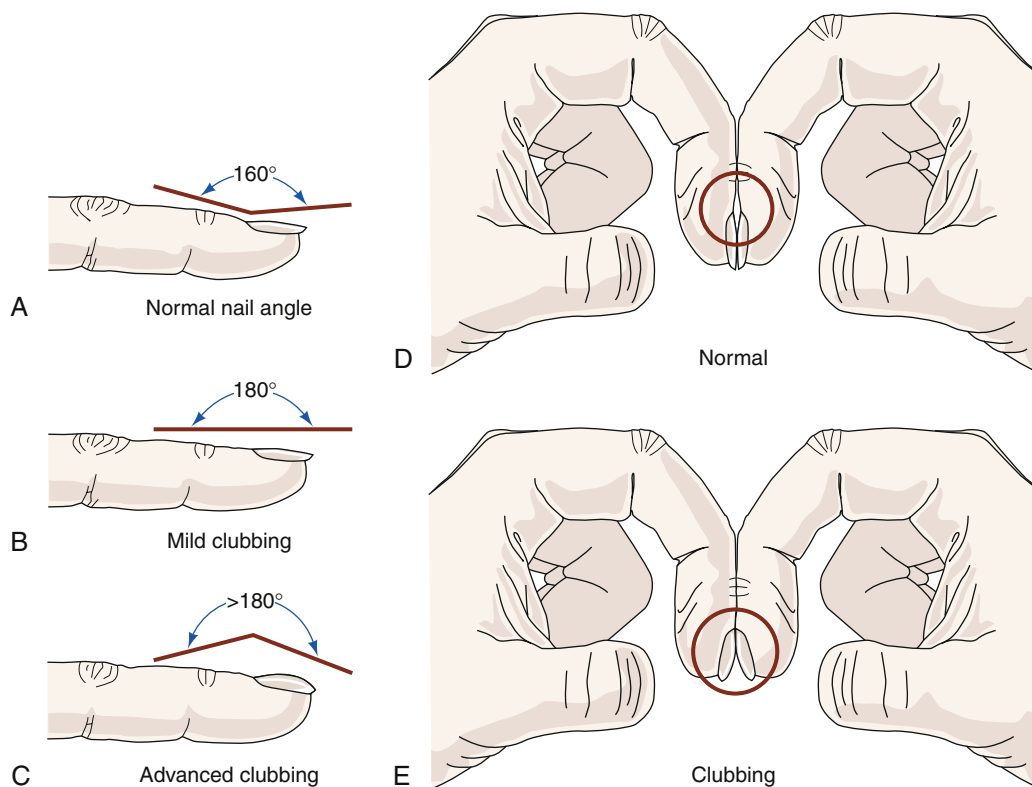 160°
A
Normal nail angle
180°
B
Mild clubbing
>180°
C
Advanced clubbing
D
Normal
E
Clubbing